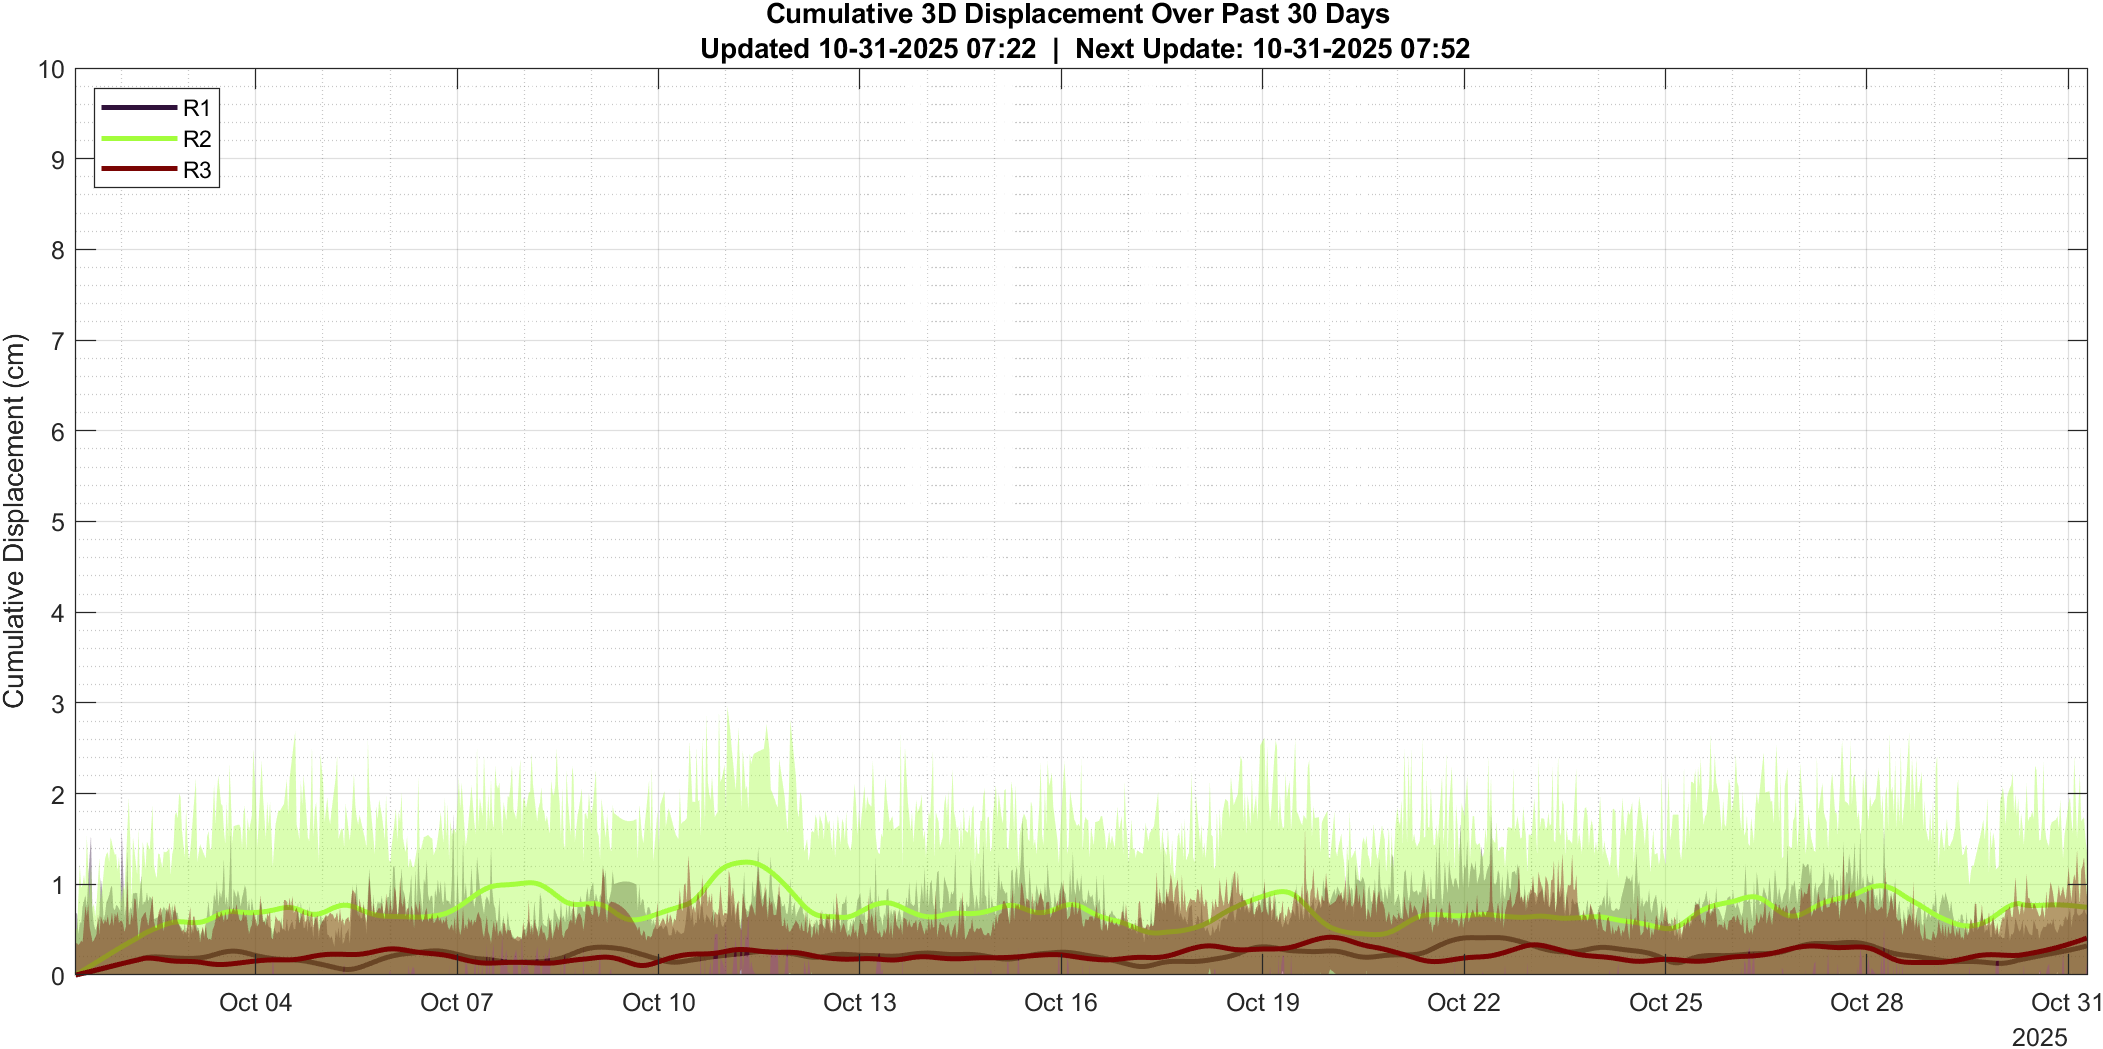 Cumulative 3D Displacement Over Past 30 Days
Updated 10-31-2025 07:22 | Next Update: 10-31-2025 07:52
R1
R2
R3
Cumulative Displacement (cm)
10
9
8
7
6
5
4
3
2
1
0
Oct 04 Oct 07 Oct 10 Oct 13 Oct 16 Oct 19 Oct 22 Oct 25 Oct 28 Oct 31
2025